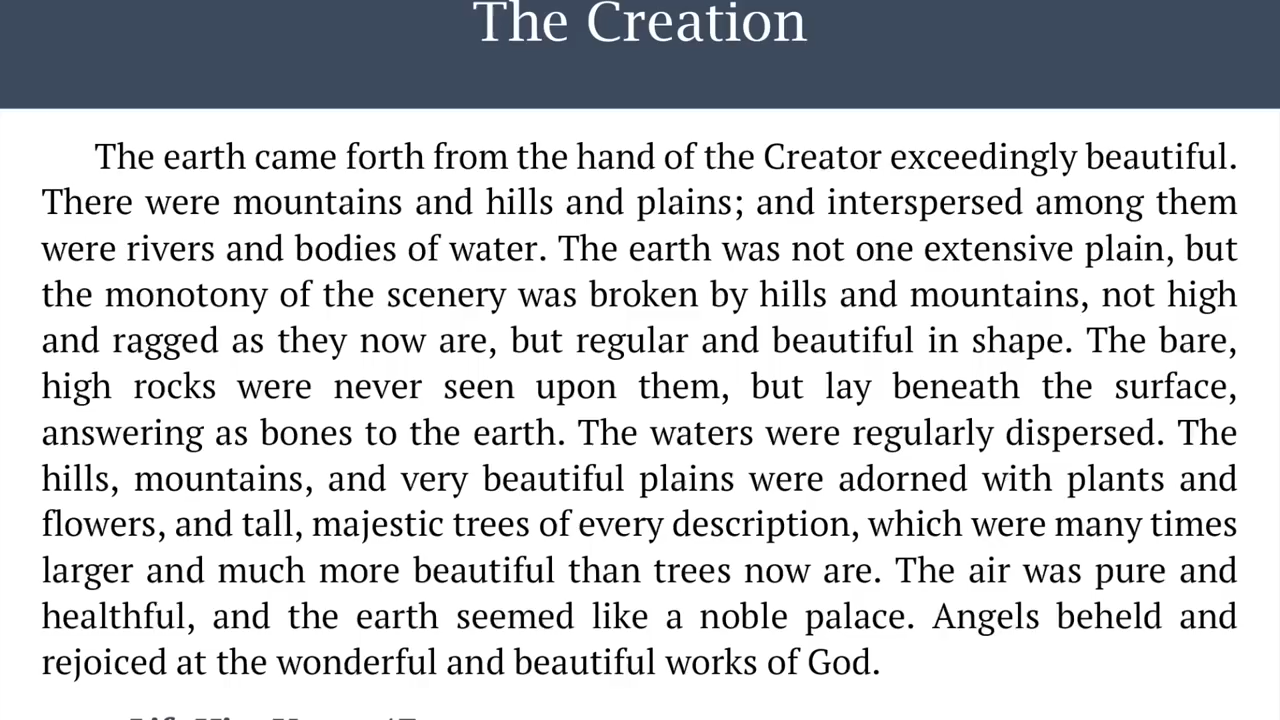 The Creation
The earth came forth from the hand of the Creator exceedingly beautiful.
There were mountains and hills and plains; and interspersed among them
were rivers and bodies of water. The earth was not one extensive plain, but
the monotony of the scenery was broken by hills and mountains, not high
and ragged as they now are, but regular and beautiful in shape. The bare,
high rocks were never seen upon them, but lay beneath the surface,
answering as bones to the earth. The waters were regularly dispersed. The
hills, mountains, and very beautiful plains were adorned with plants and
flowers, and tall, majestic trees of every description, which were many times
larger and much more beautiful than trees now are. The air was pure and
healthful, and the earth seemed like a noble palace. Angels beheld and
rejoiced at the wonderful and beautiful works of God.